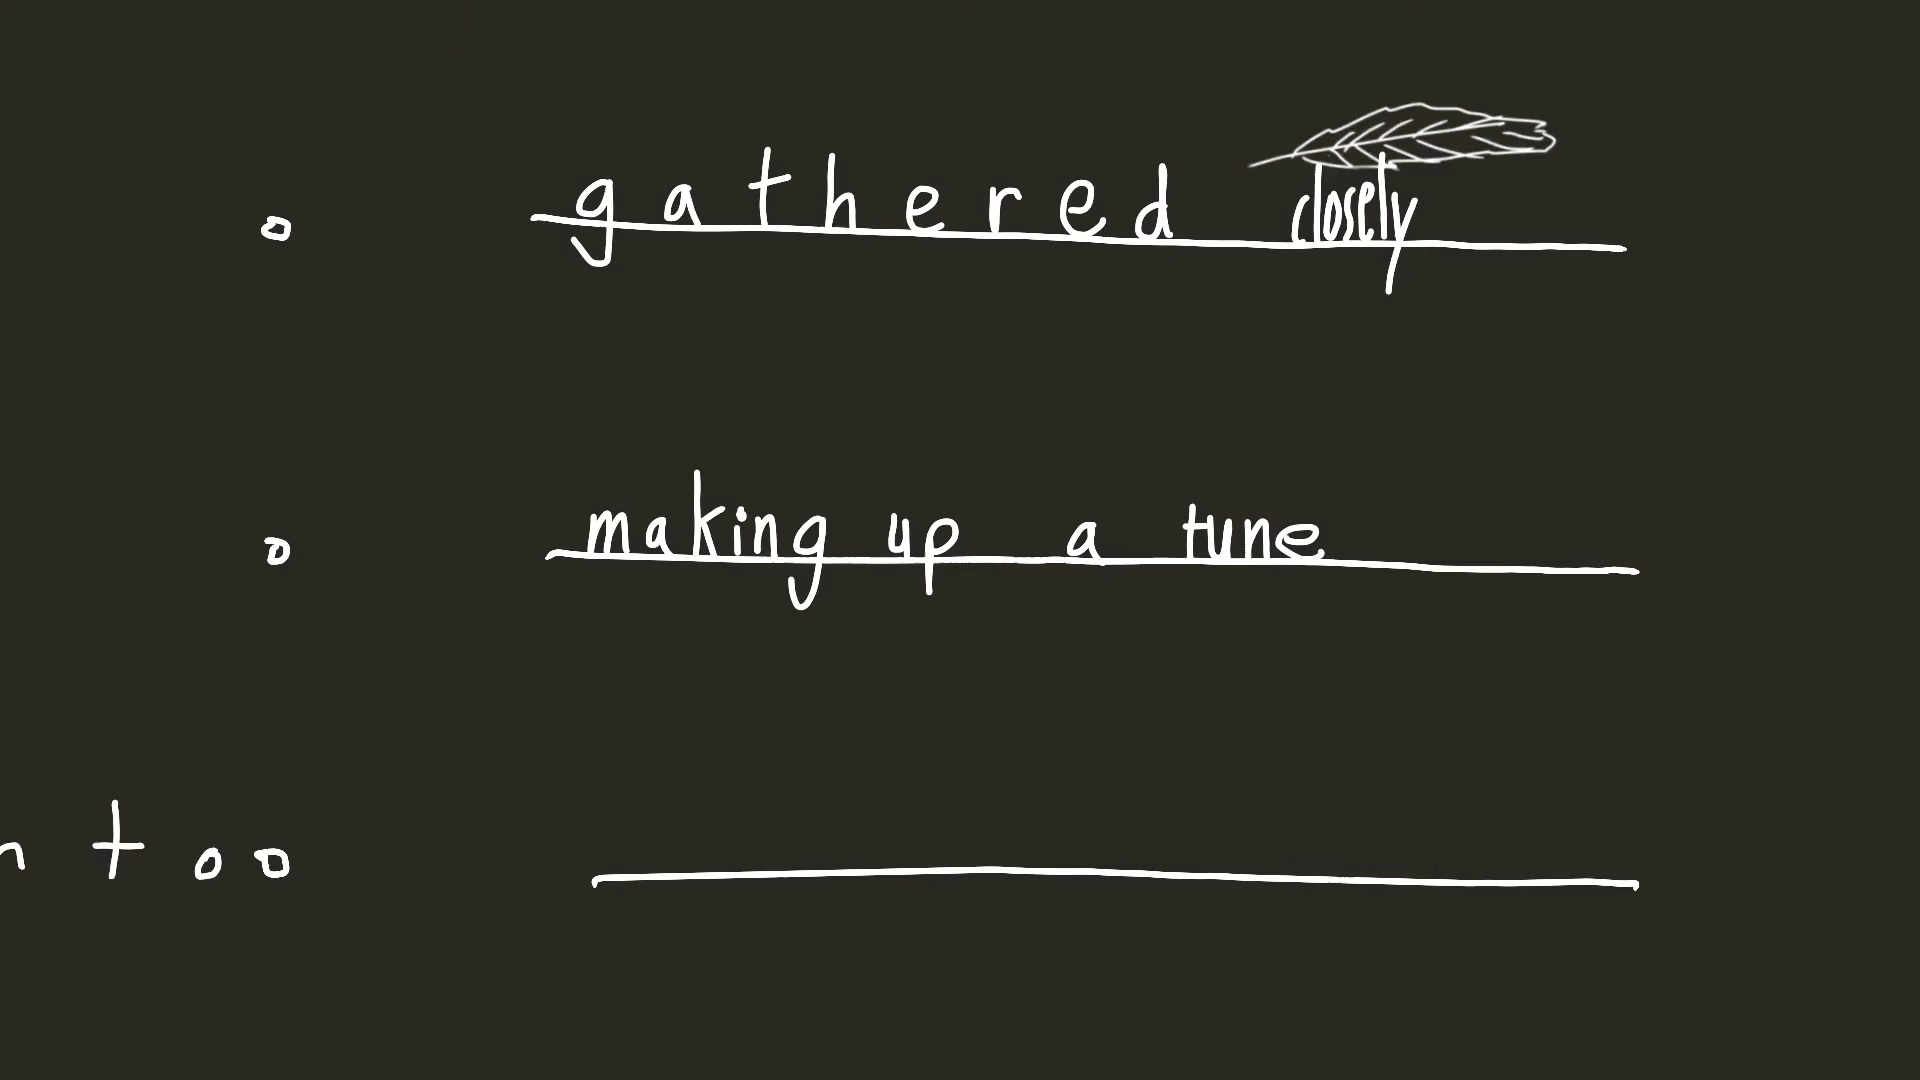 o gathered closely
o making up a tune
n too